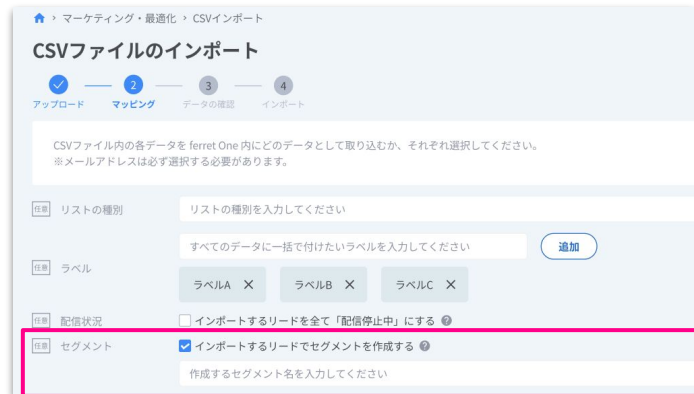 マーケティング・最適化 > CSVインポート
CSVファイルのインポート
2 3 4
アップロード マッピング データの確認 インポート
CSVファイル内の各データを ferret One 内にどのデータとして取り込むか、それぞれ選択してください。
※メールアドレスは必ず選択する必要があります。
任意 リストの種別 リストの種別を入力してください
すべてのデータに一括で付けたいラベルを入力してください 追加
任意 ラベル
ラベルA × ラベルB × ラベルC ×
任意 配信状況 インポートするリードを全て「配信停止中」にする ?
任意 セグメント インポートするリードでセグメントを作成する ?
作成するセグメント名を入力してください